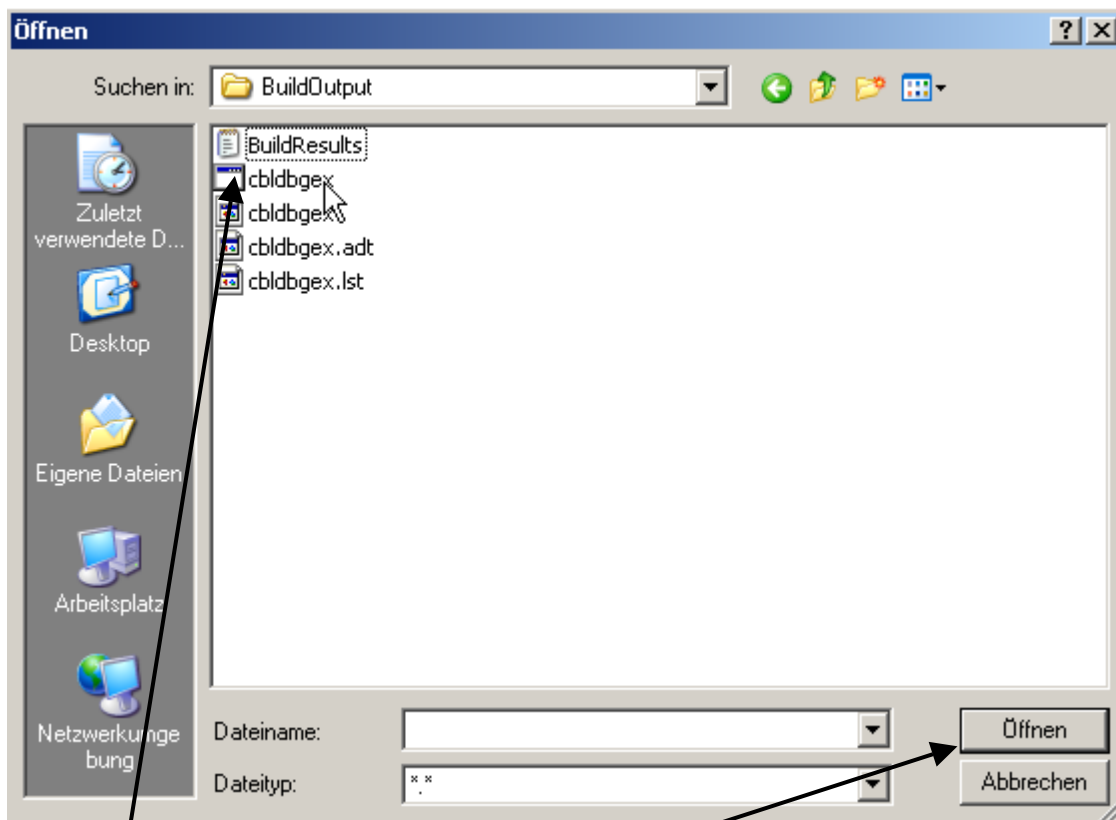 Öffnen
Suchen in: BuildOutput
BuildResults
cbldbgex
cbldbgex
cbldbgex.adt
cbldbgex.lst
Zuletzt
verwendete D...
Desktop
Eigene Dateien
Arbeitsplatz
Netzwerkumge
bung
Dateiname:
Öffnen
Dateityp: *.*
Abbrechen